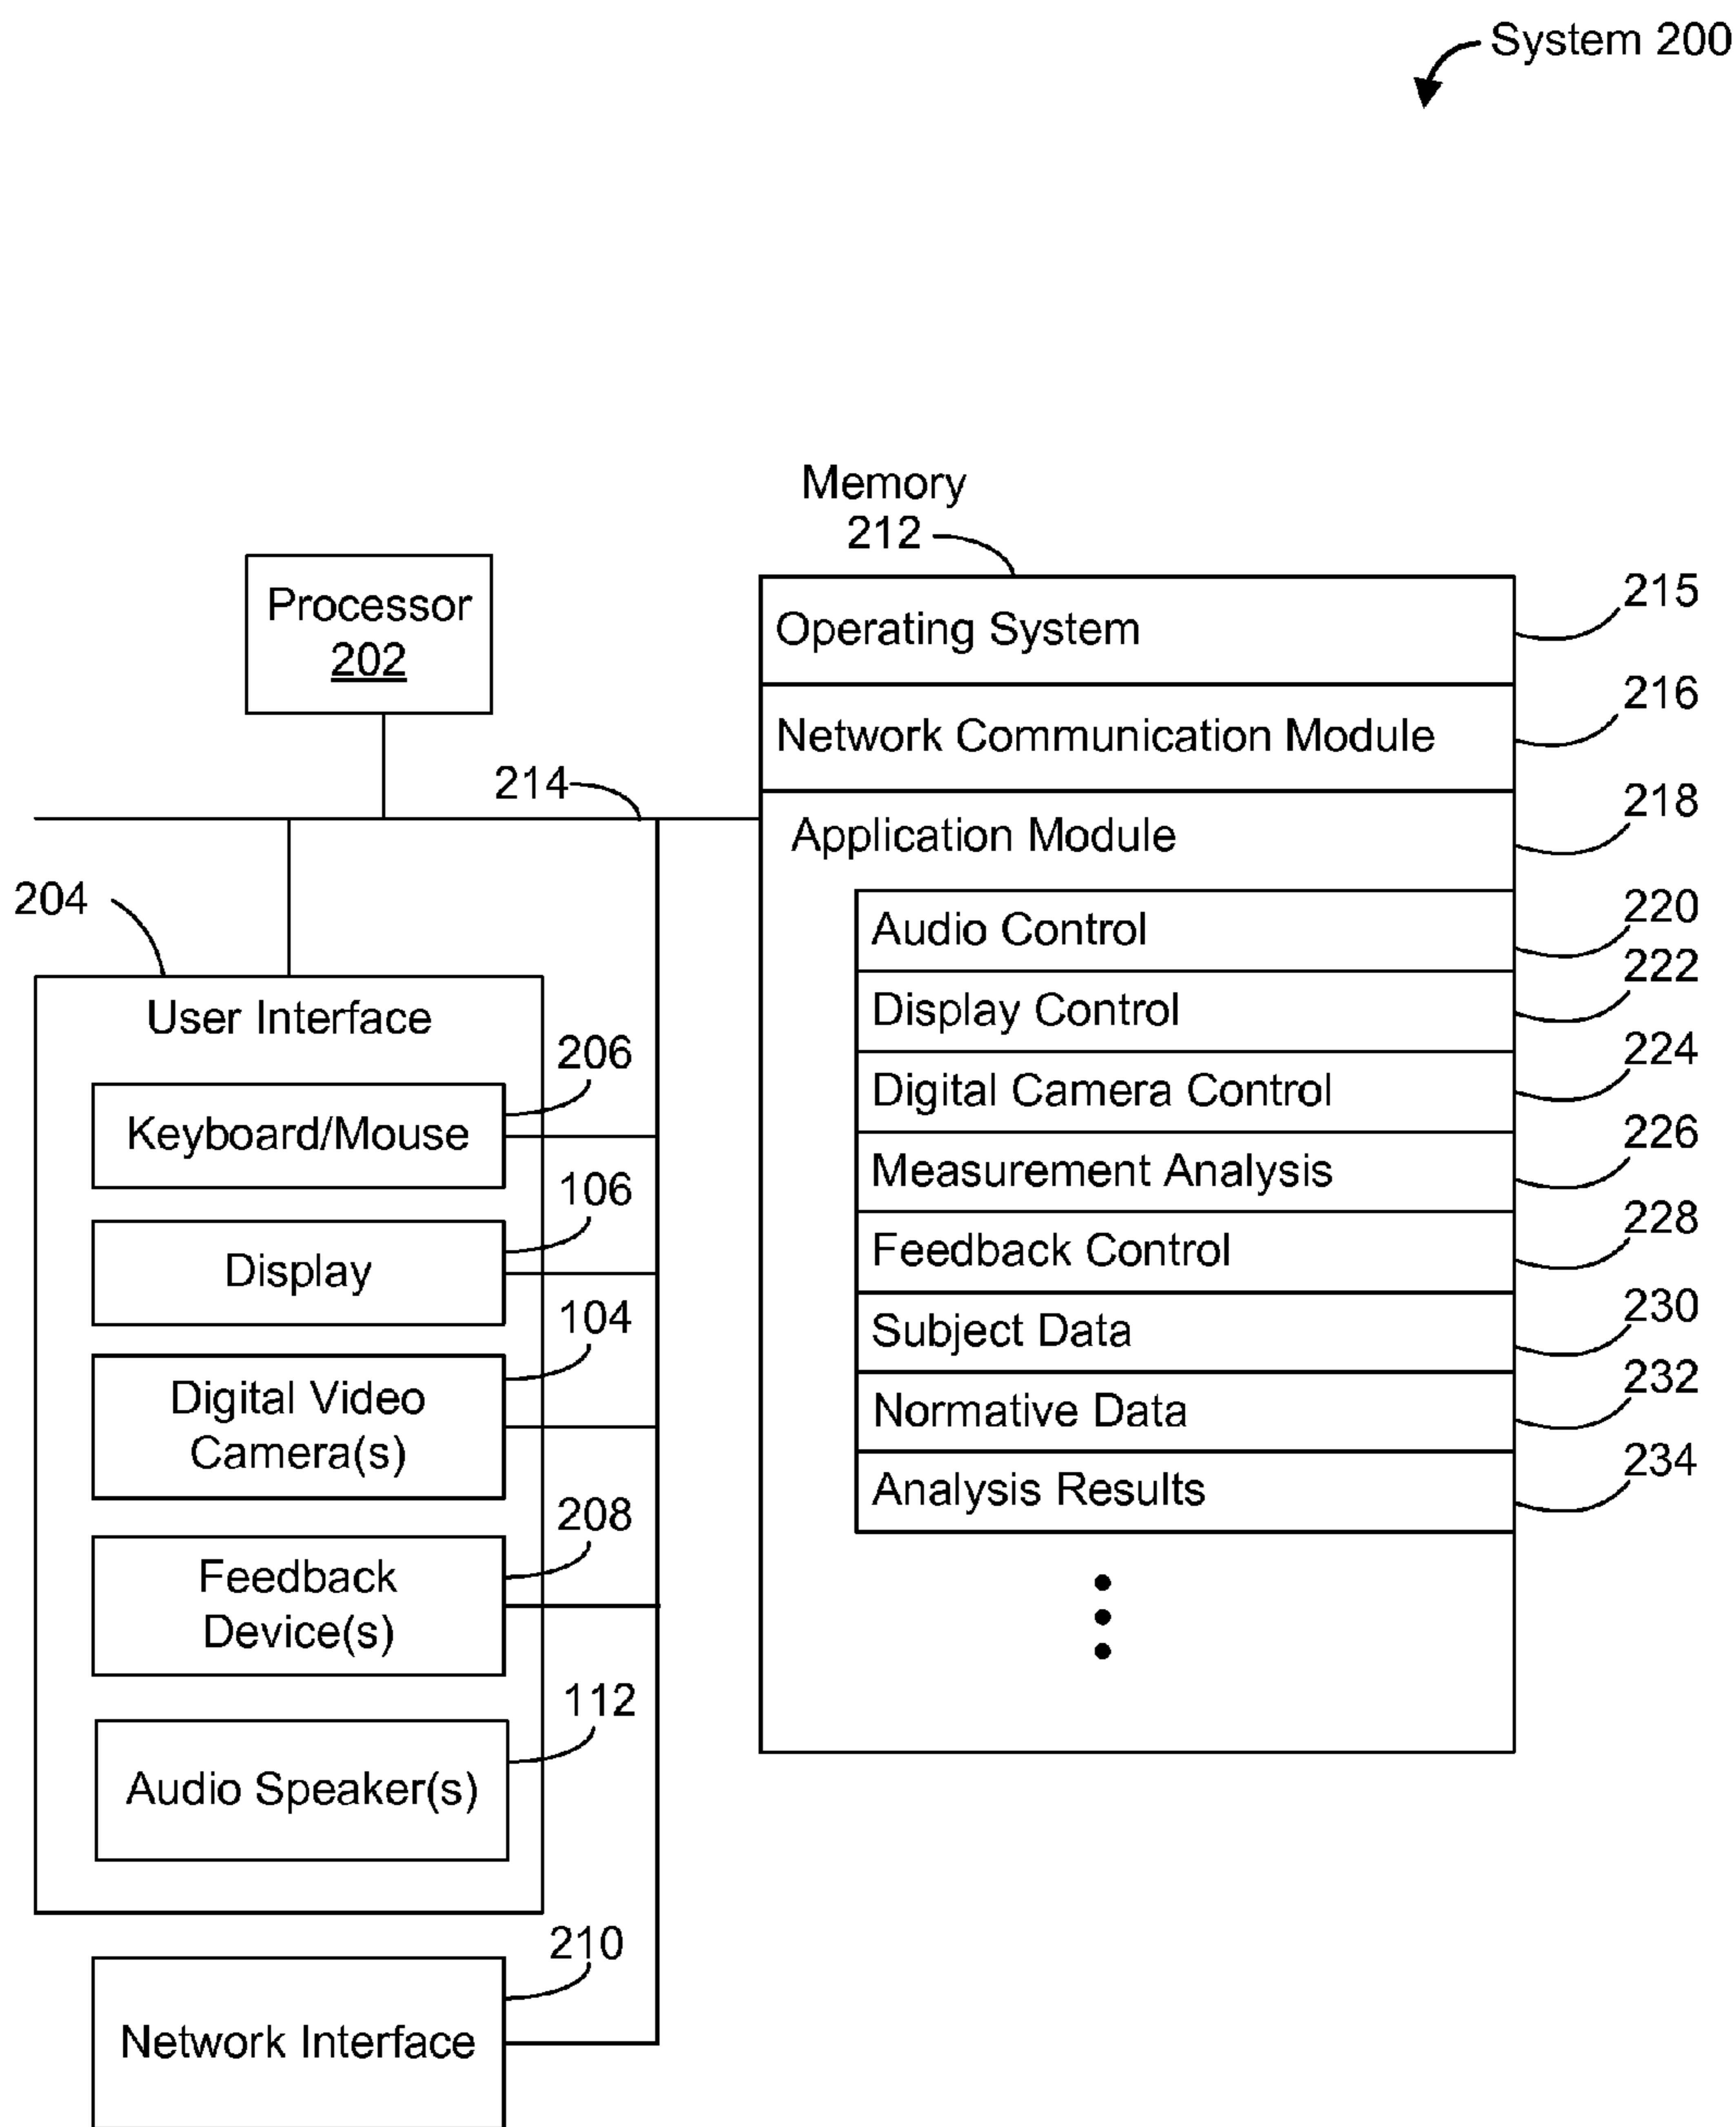 System 200
Memory
212
Processor
202
Operating System
215
Network Communication Module
216
214
Application Module
218
204
Audio Control
220
Display Control
222
User Interface
206
Keyboard/Mouse
Digital Camera Control
224
Measurement Analysis
226
106
Display
Feedback Control
228
104
Digital Video
Camera(s)
Subject Data
230
Normative Data
232
Analysis Results
234
208
Feedback
Device(s)
112
Audio Speaker(s)
210
Network Interface